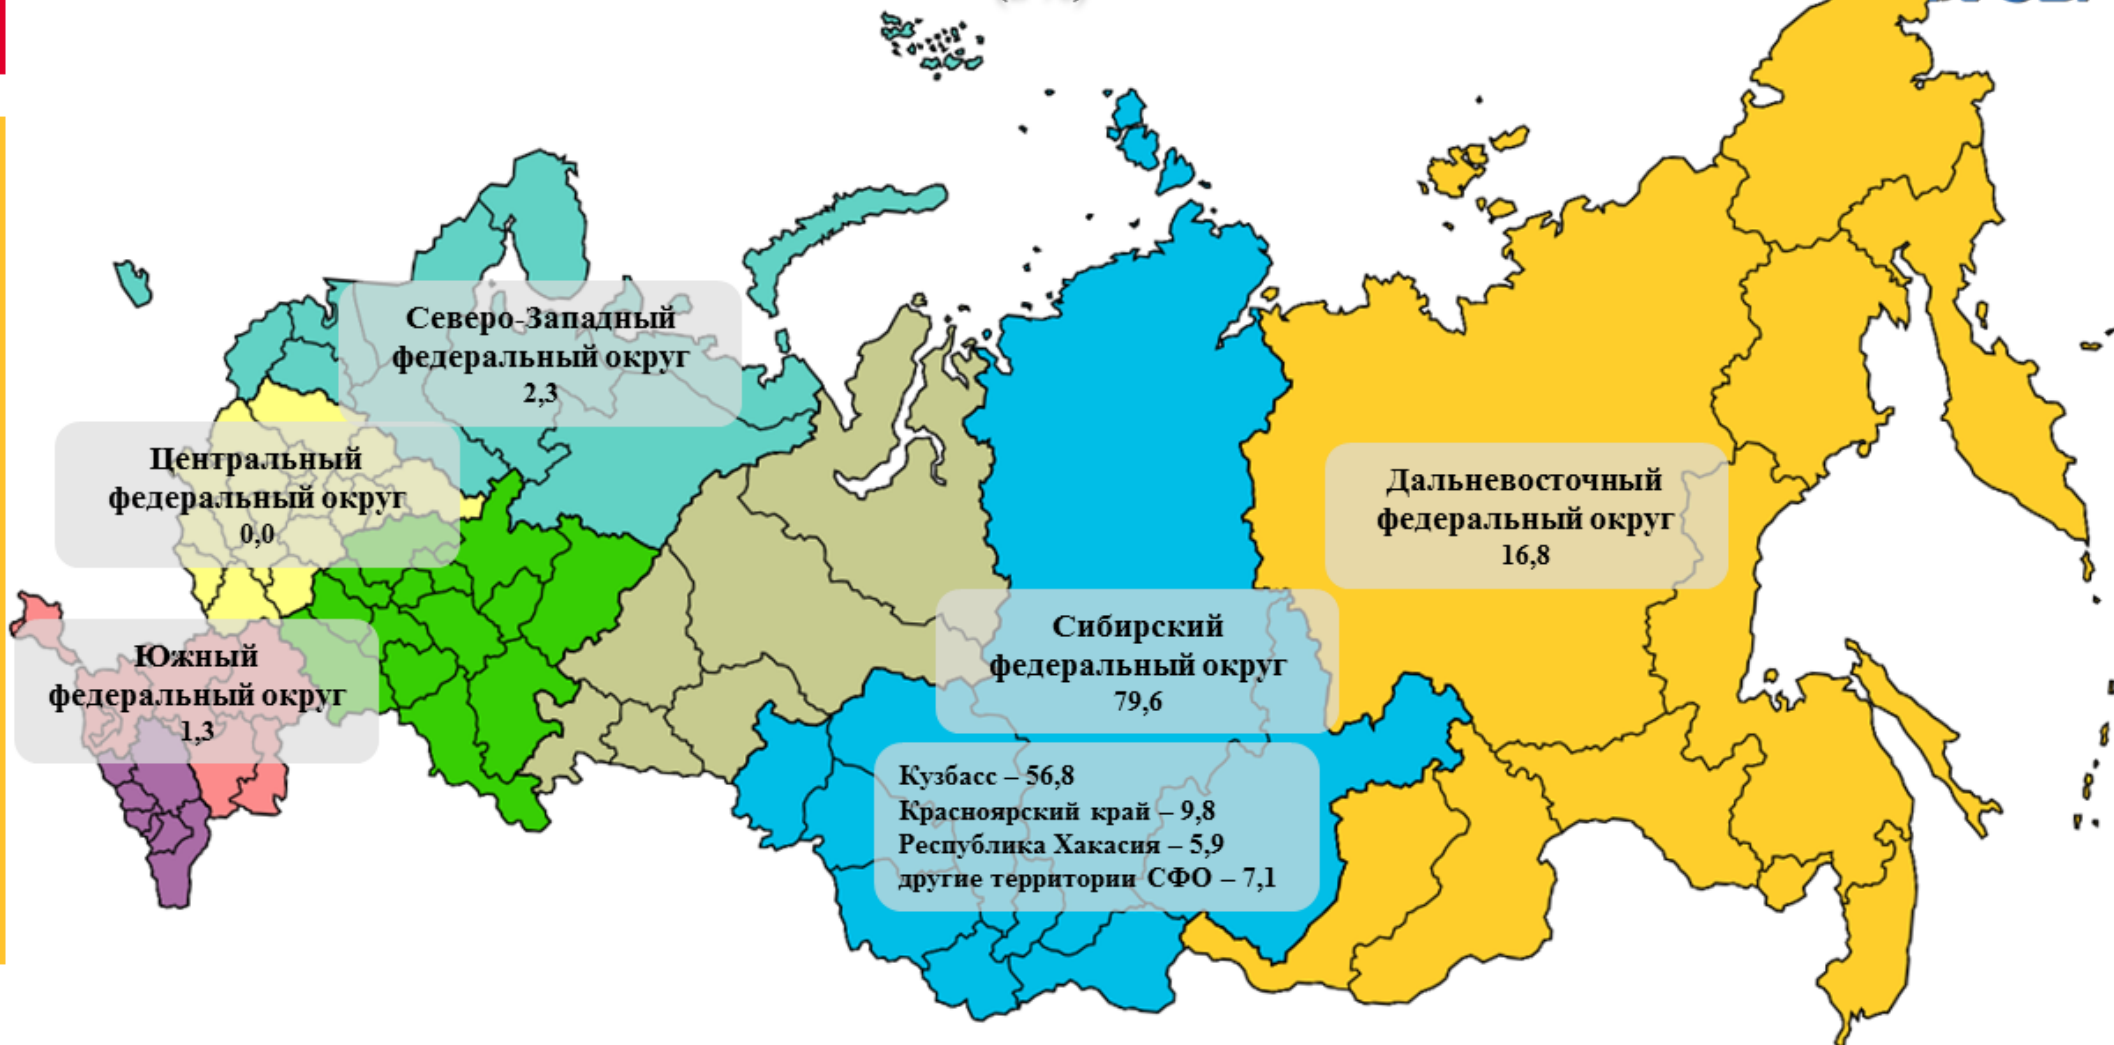 Северо-Западный
федеральный округ
2,3
Центральный
федеральный округ
0,0
Дальневосточный
федеральный округ
16,8
Сибирский
федеральный округ
79,6
Южный
федеральный округ
1,3
Кузбасс – 56,8
Красноярский край – 9,8
Республика Хакасия – 5,9
другие территории СФО – 7,1